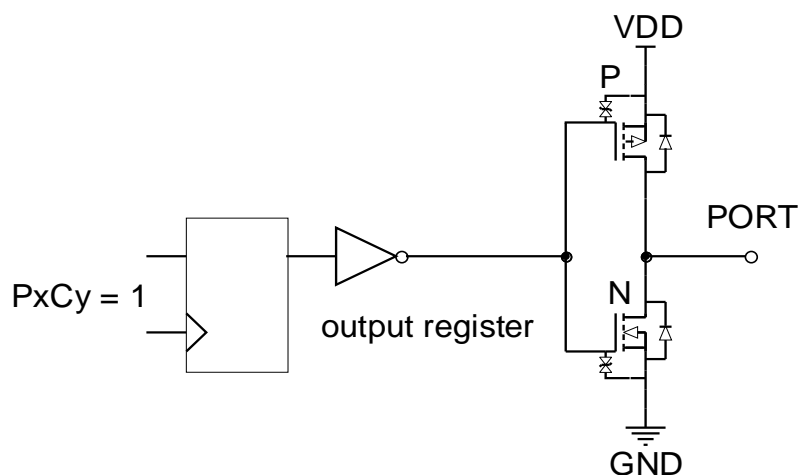 VDD
P
PORT
PxCy = 1
N
output register
GND